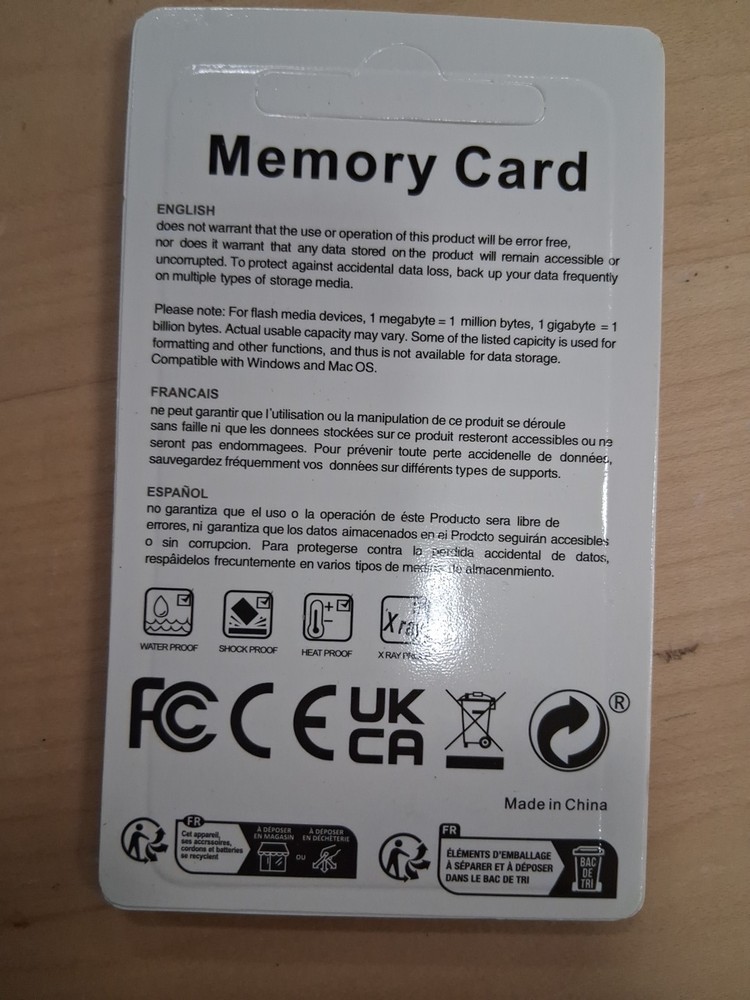 Memory Card
ENGLISH
does not warrant that the use or operation of this product will be error free,
nor does it warrant that any data stored on the product will remain accessible or
uncorrupted. To protect against accidental data loss, back up your data frequently
on multiple types of storage media.
Please note: For flash media devices, 1 megabyte = 1 million bytes, 1 gigabyte = 1
billion bytes. Actual usable capacity may vary. Some of the listed capicity is used for
formatting and other functions, and thus is not available for data storage.
Compatible with Windows and Mac OS.
FRANCAIS
ne peut garantir que l'utilisation ou la manipulation de ce produit se déroule
sans faille ni que les donnees stockées sur ce produit resteront accessibles ou ne
seront pas endommagees. Pour prévenir toute perte accidenelle de données,
sauvegardez fréquemment vos données sur différents types de supports.
ESPAÑOL
no garantiza que el uso o la operación de éste Producto sera libre de
errores, ni garantiza que los datos aimacenados en ei Prodcto seguirán accesibles
o sin corrupcion. Para protegerse contra la perdida accidental de datos,
respâidelos frecuntemente en varios tipos de de almacenmiento.
+
-
X ray
WATER PROOF SHOCK PROOF HEAT PROOF X RAY
FC CE UK
CA
®
Made in China
FR
Cet appareil,
ses accrssoires,
cordons et batteries
se recyclent
À DÉPOSER
EN MAGASIN
OU
À DÉPOSER
EN DÉCHÈTERIE
FR
ÉLÉMENTS D'EMBALLAGE
À SÉPARER ET À DÉPOSER
DANS LE BAC DE TRI
BAC
DE
TRI